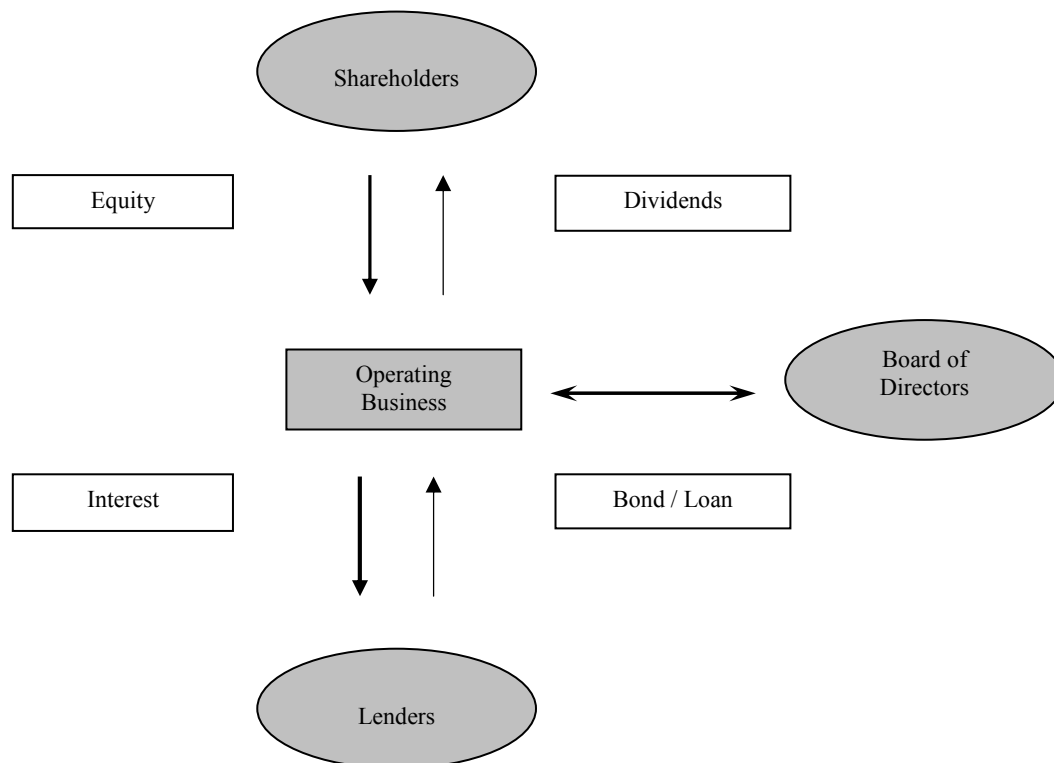 Shareholders
Equity
Dividends
Operating
Business
Board of
Directors
Interest
Bond / Loan
Lenders